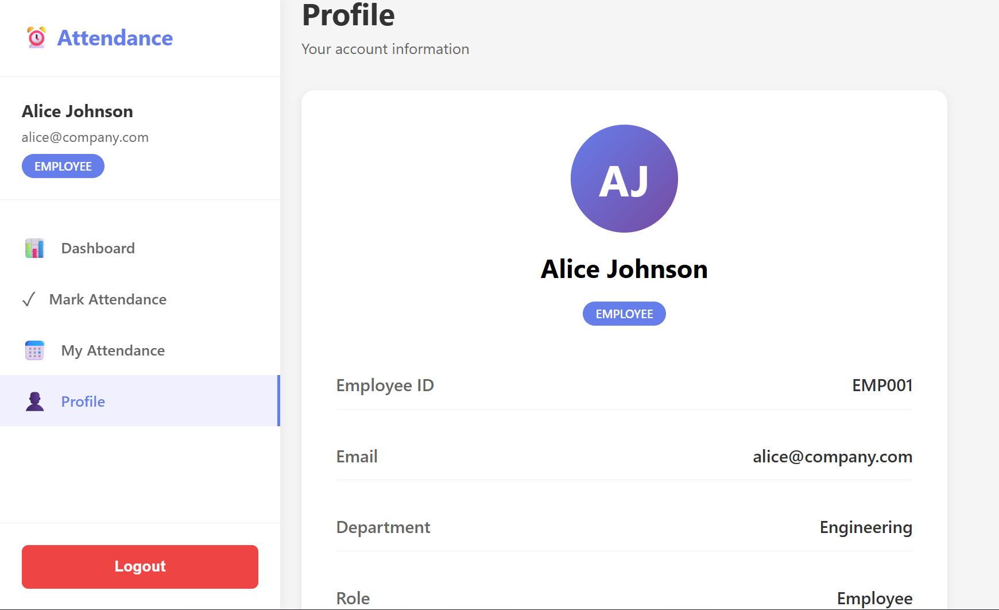 Attendance
Alice Johnson
alice@company.com
EMPLOYEE
Dashboard
Mark Attendance
My Attendance
Profile
Logout
Profile
Your account information
AJ
Alice Johnson
EMPLOYEE
Employee ID EMP001
Email alice@company.com
Department Engineering
Role Employee